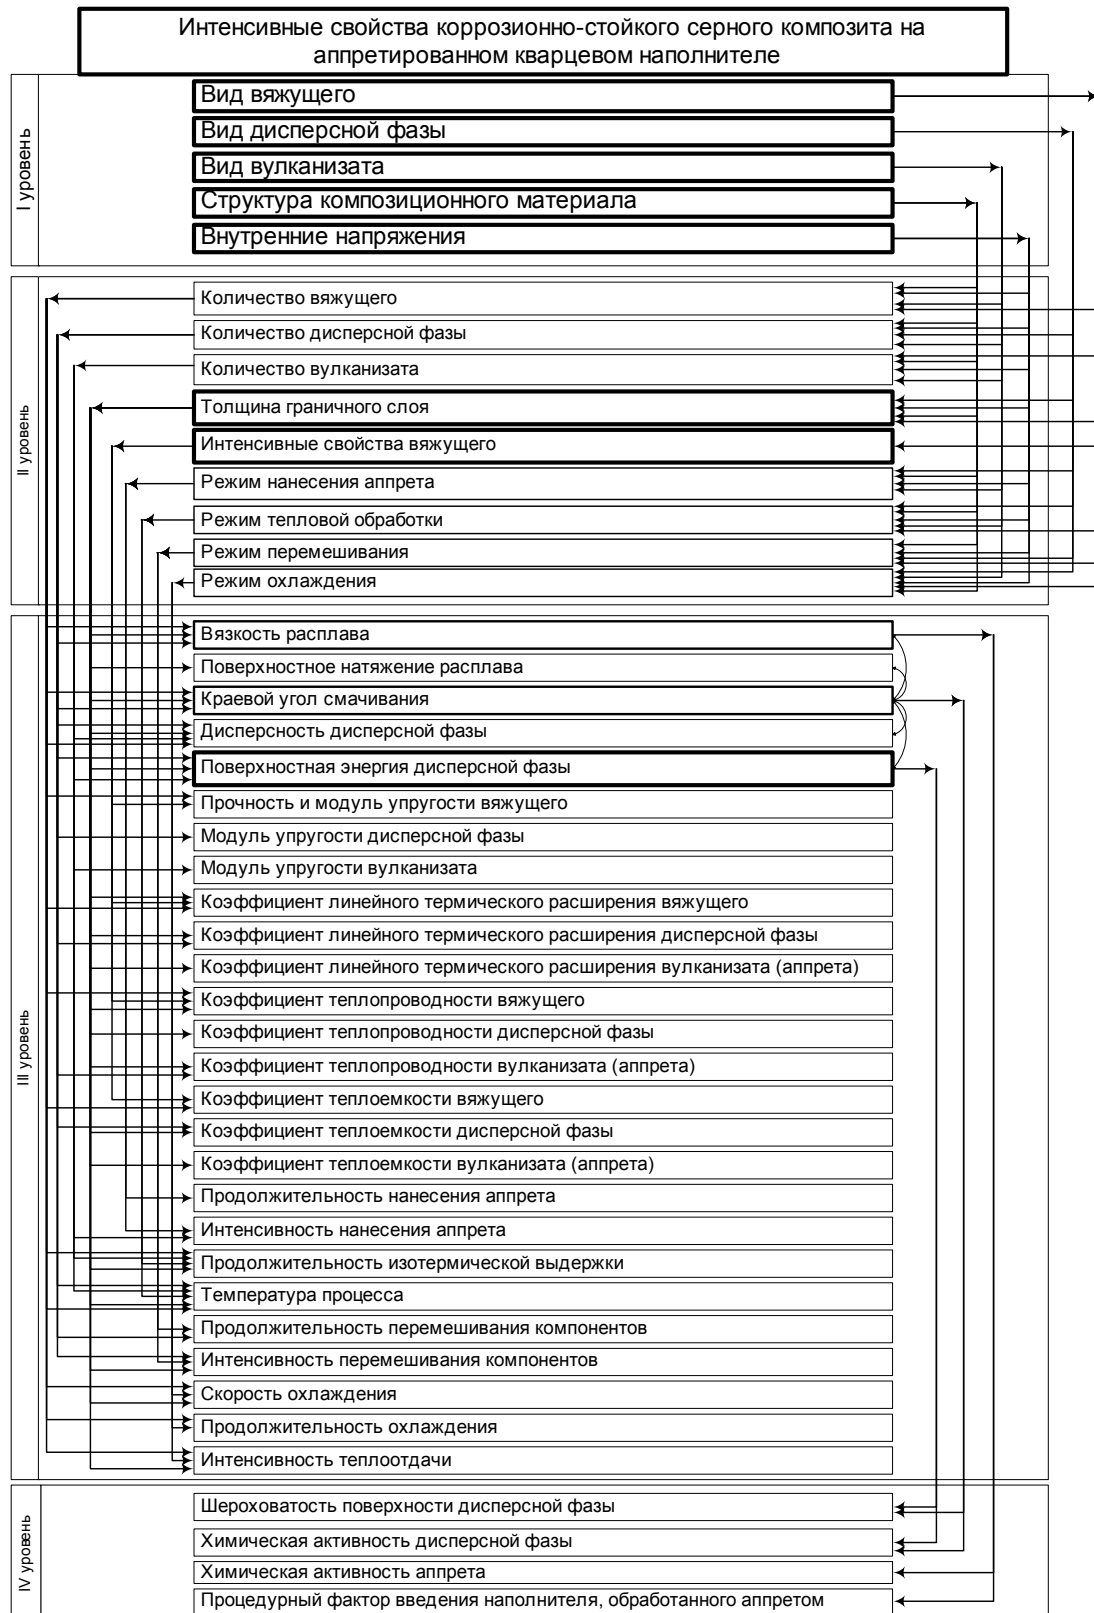 Интенсивные свойства коррозионно-стойкого серного композита на
аппретированном кварцевом наполнителе
I уровень
Вид вяжущего
Вид дисперсной фазы
Вид вулканизата
Структура композиционного материала
Внутренние напряжения
II уровень
Количество вяжущего
Количество дисперсной фазы
Количество вулканизата
Толщина граничного слоя
Интенсивные свойства вяжущего
Режим нанесения аппрета
Режим тепловой обработки
Режим перемешивания
Режим охлаждения
III уровень
Вязкость расплава
Поверхностное натяжение расплава
Краевой угол смачивания
Дисперсность дисперсной фазы
Поверхностная энергия дисперсной фазы
Прочность и модуль упругости вяжущего
Модуль упругости дисперсной фазы
Модуль упругости вулканизата
Коэффициент линейного термического расширения вяжущего
Коэффициент линейного термического расширения дисперсной фазы
Коэффициент линейного термического расширения вулканизата (аппрета)
Коэффициент теплопроводности вяжущего
Коэффициент теплопроводности дисперсной фазы
Коэффициент теплопроводности вулканизата (аппрета)
Коэффициент теплоемкости вяжущего
Коэффициент теплоемкости дисперсной фазы
Коэффициент теплоемкости вулканизата (аппрета)
Продолжительность нанесения аппрета
Интенсивность нанесения аппрета
Продолжительность изотермической выдержки
Температура процесса
Продолжительность перемешивания компонентов
Интенсивность перемешивания компонентов
Скорость охлаждения
Продолжительность охлаждения
Интенсивность теплоотдачи
IV уровень
Шероховатость поверхности дисперсной фазы
Химическая активность дисперсной фазы
Химическая активность аппрета
Процедурный фактор введения наполнителя, обработанного аппретом